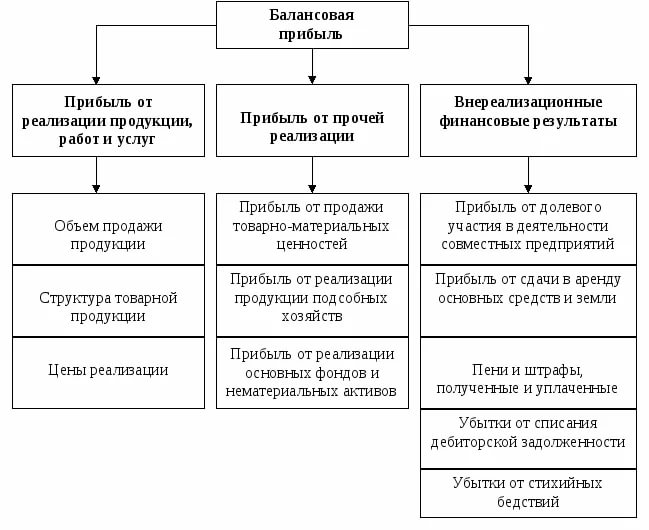 Балансовая
прибыль
Прибыль от
реализации продукции,
работ и услуг
Прибыль от прочей
реализации
Внереализационные
финансовые результаты
Объем продажи
продукции
Структура товарной
продукции
Цены реализации
Прибыль от продажи
товарно-материальных
ценностей
Прибыль от реализации
продукции подсобных
хозяйств
Прибыль от реализации
основных фондов и
нематериальных активов
Прибыль от долевого
участия в деятельности
совместных предприятий
Прибыль от сдачи в аренду
основных средств и земли
Пени и штрафы,
полученные и уплаченные
Убытки от списания
дебиторской задолженности
Убытки от стихийных
бедствий